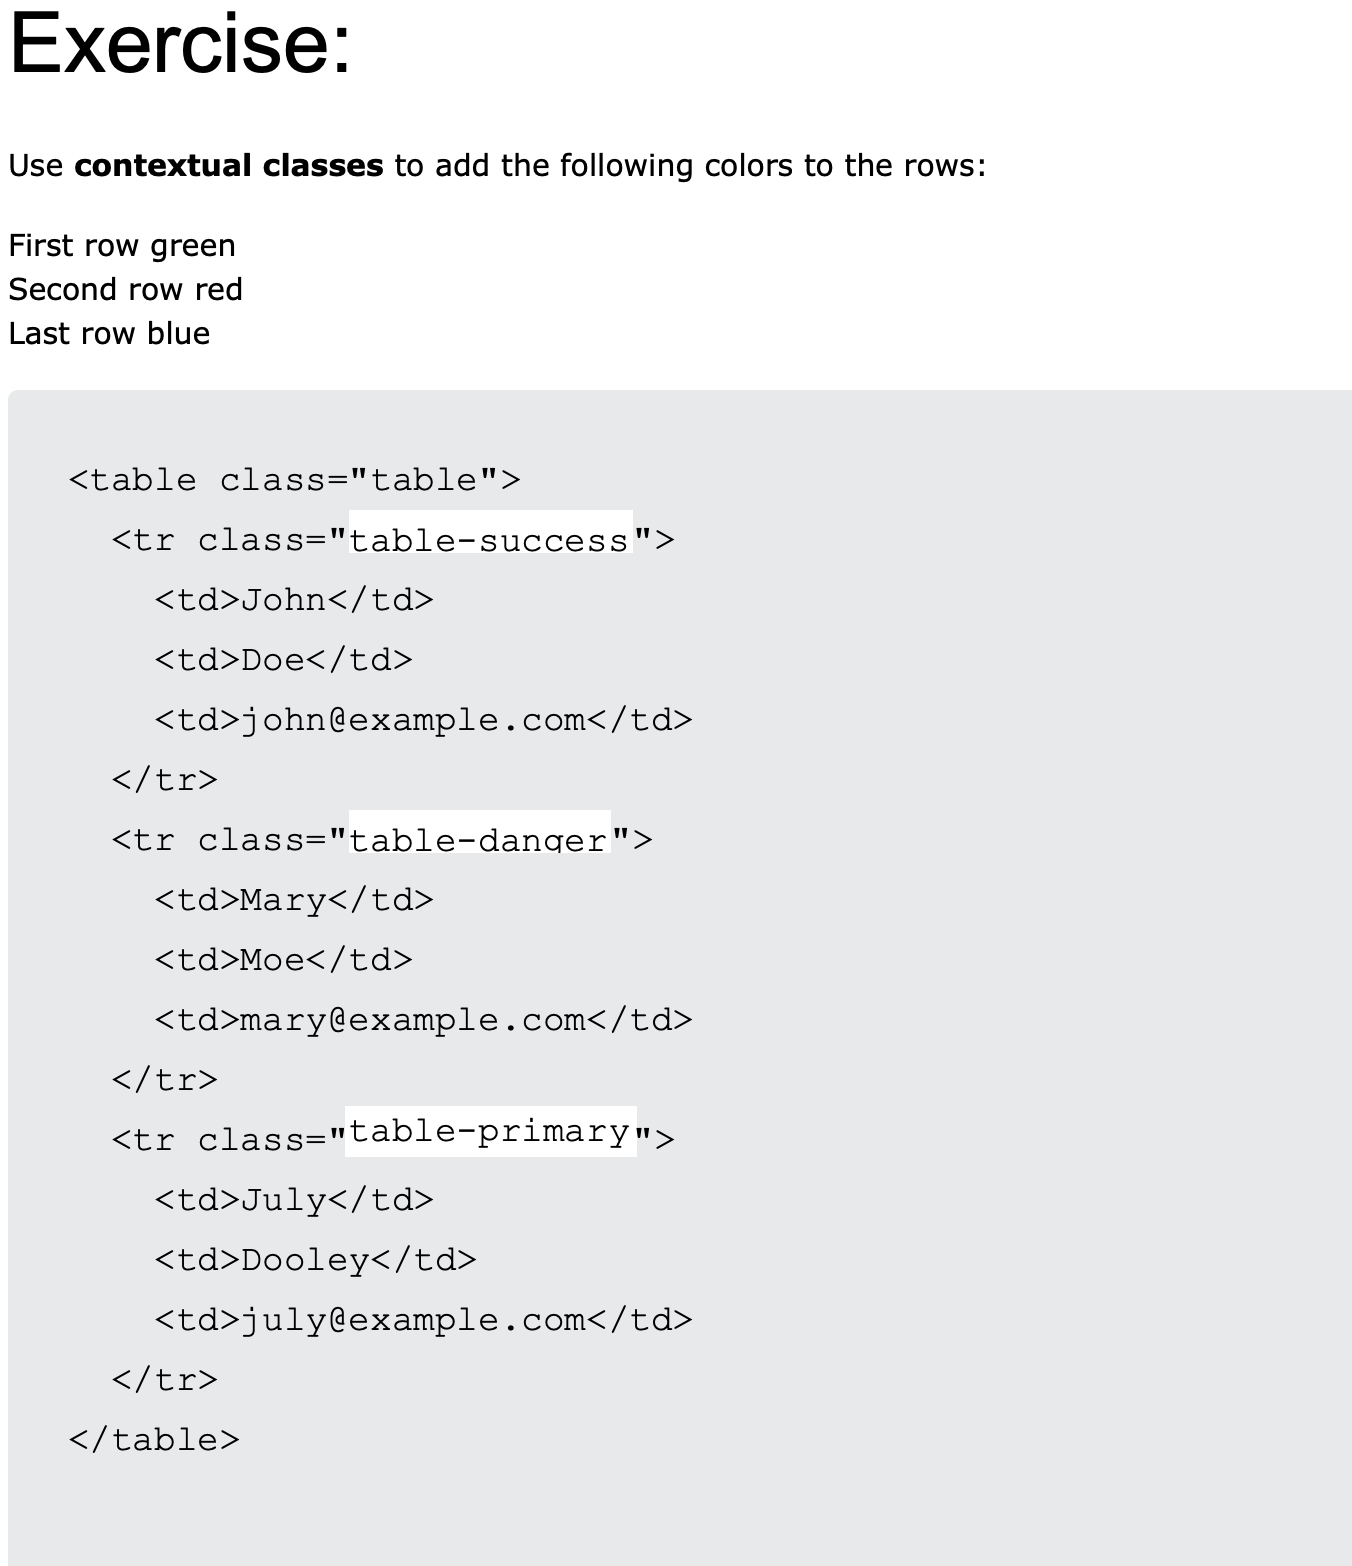 Exercise:
Use contextual classes to add the following colors to the rows:
First row green
Second row red
Last row blue
<table class="table">
  <tr class="table-success">
    <td>John</td>
    <td>Doe</td>
    <td>john@example.com</td>
  </tr>
  <tr class="table-danger">
    <td>Mary</td>
    <td>Moe</td>
    <td>mary@example.com</td>
  </tr>
  <tr class="table-primary">
    <td>July</td>
    <td>Dooley</td>
    <td>july@example.com</td>
  </tr>
</table>